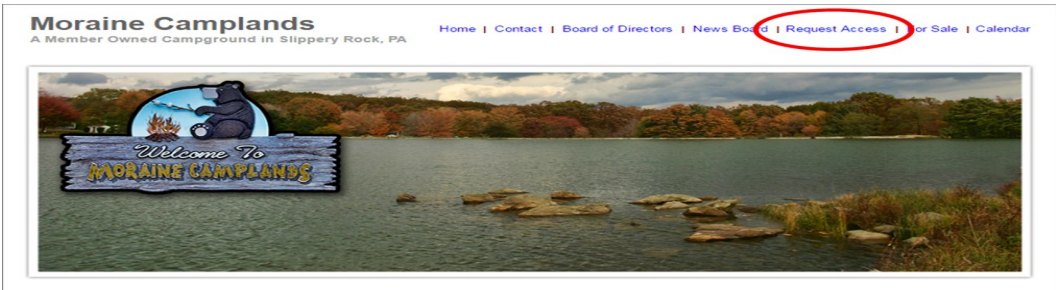 Moraine Camplands
A Member Owned Campground in Slippery Rock, PA
Home | Contact | Board of Directors | News Board | Request Access | For Sale | Calendar
Welcome To
MORAINE CAMPLANDS